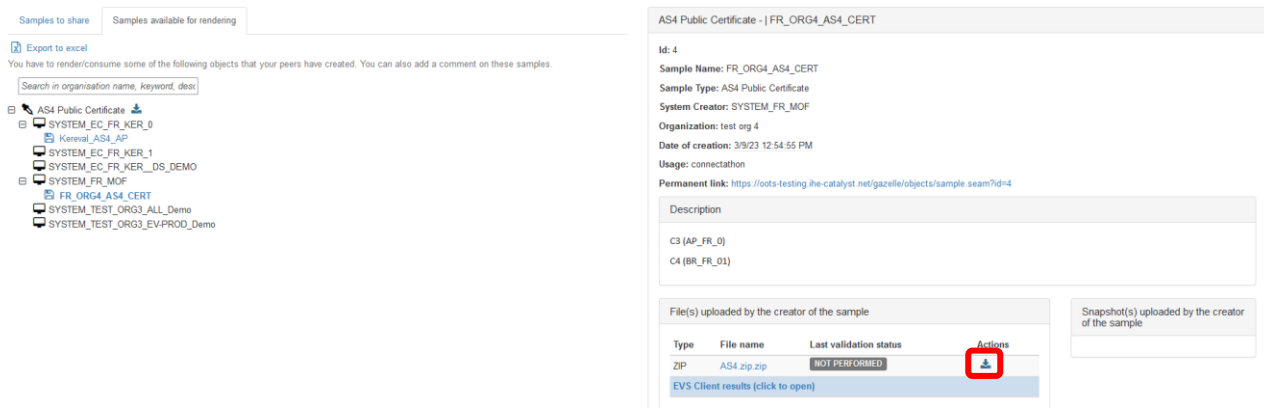 Samples to share
Samples available for rendering
Export to excel
You have to render/consume some of the following objects that your peers have created. You can also add a comment on these samples.
Search in organisation name, keyword, desc
AS4 Public Certificate
SYSTEM_EC_FR_KER_0
Kereval_AS4_AP
SYSTEM_EC_FR_KER_1
SYSTEM_EC_FR_KER__DS_DEMO
SYSTEM_FR_MOF
FR_ORG4_AS4_CERT
SYSTEM_TEST_ORG3_ALL_Demo
SYSTEM_TEST_ORG3_EV-PROD_Demo
AS4 Public Certificate - | FR_ORG4_AS4_CERT
Id: 4
Sample Name: FR_ORG4_AS4_CERT
Sample Type: AS4 Public Certificate
System Creator: SYSTEM_FR_MOF
Organization: test org 4
Date of creation: 3/9/23 12:54:55 PM
Usage: connectathon
Permanent link: https://oots-testing.ihe-catalyst.net/gazelle/objects/sample.seam?id=4
Description
C3 (AP_FR_0)
C4 (BR_FR_01)
File(s) uploaded by the creator of the sample
Type File name Last validation status Actions
ZIP AS4.zip.zip NOT PERFORMED
EVS Client results (click to open)
Snapshot(s) uploaded by the creator
of the sample